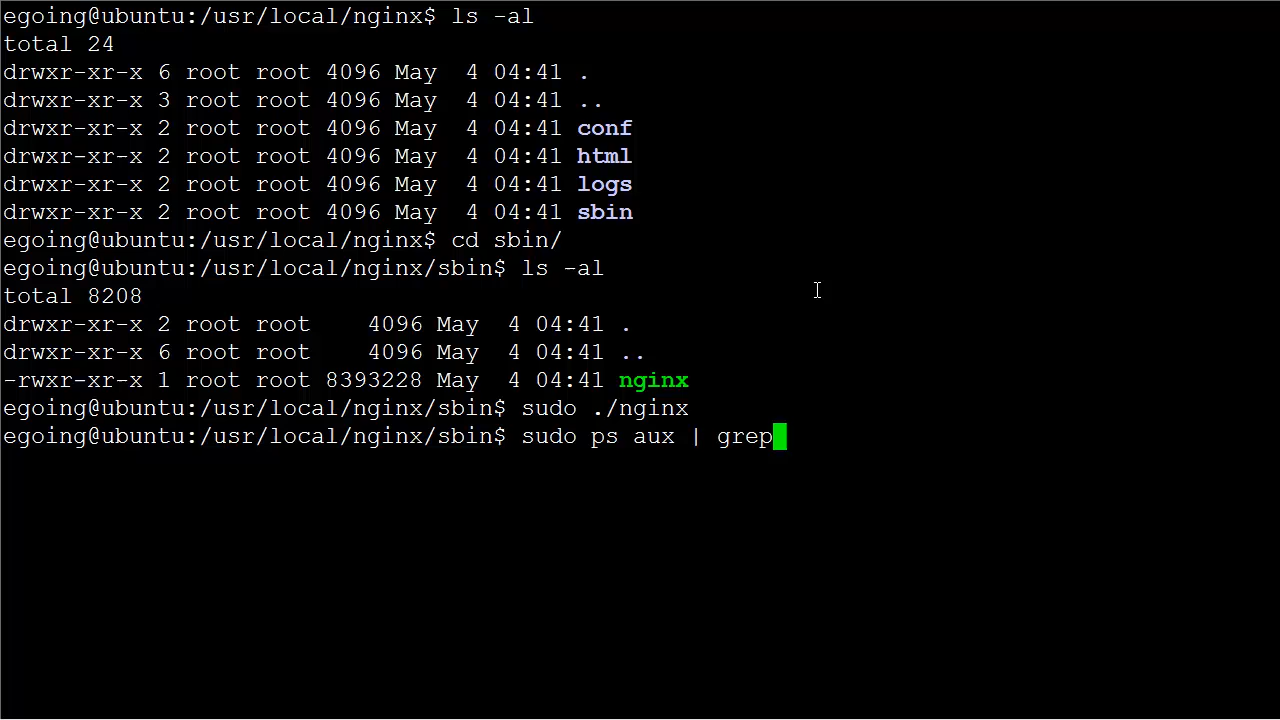 egoing@ubuntu:/usr/local/nginx$ ls -al
total 24
drwxr-xr-x 6 root root 4096 May  4 04:41 .
drwxr-xr-x 3 root root 4096 May  4 04:41 ..
drwxr-xr-x 2 root root 4096 May  4 04:41 conf
drwxr-xr-x 2 root root 4096 May  4 04:41 html
drwxr-xr-x 2 root root 4096 May  4 04:41 logs
drwxr-xr-x 2 root root 4096 May  4 04:41 sbin
egoing@ubuntu:/usr/local/nginx$ cd sbin/
egoing@ubuntu:/usr/local/nginx/sbin$ ls -al
total 8208
drwxr-xr-x 2 root root    4096 May  4 04:41 .
drwxr-xr-x 6 root root    4096 May  4 04:41 ..
-rwxr-xr-x 1 root root 8393228 May  4 04:41 nginx
egoing@ubuntu:/usr/local/nginx/sbin$ sudo ./nginx
egoing@ubuntu:/usr/local/nginx/sbin$ sudo ps aux | grep